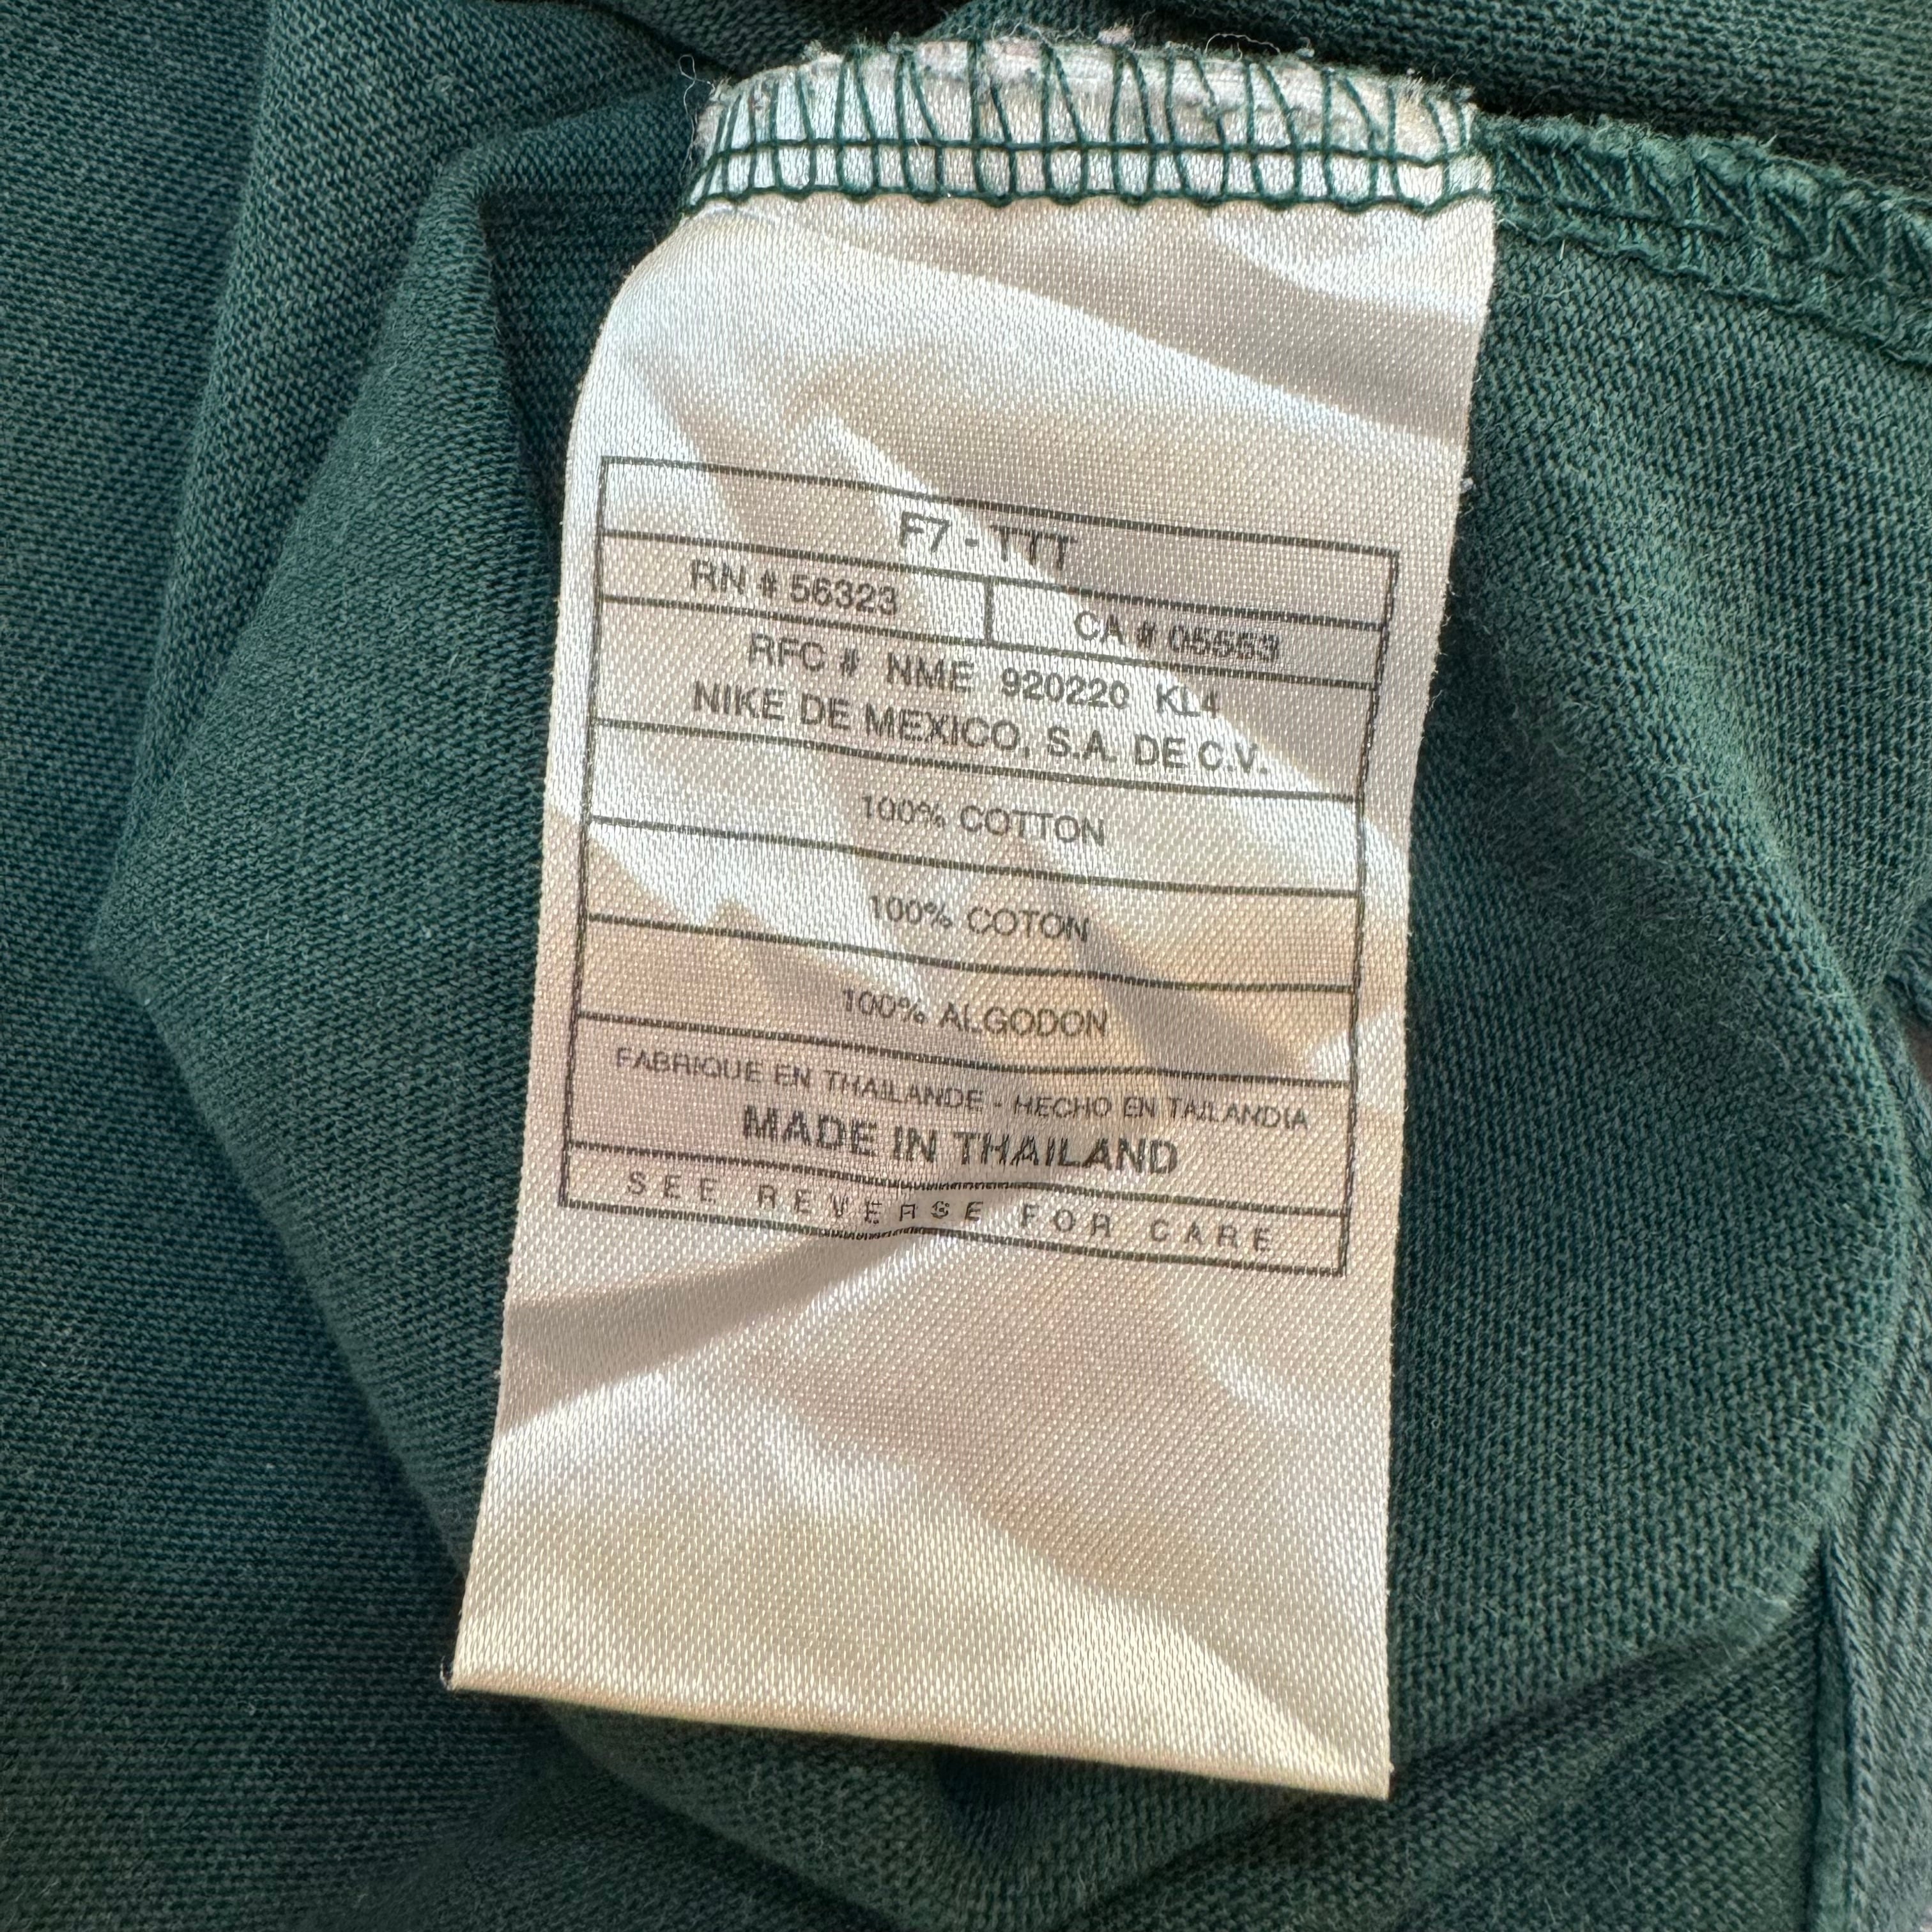 F7 - TTT
RN # 56323 CA # 05553
RFC # NME 920220 KL4
NIKE DE MEXICO, S.A. DE C.V.
100% COTTON
100% COTON
100% ALGODON
FABRIQUE EN THAILANDE - HECHO EN TAILANDIA
MADE IN THAILAND
SEE REVERSE FOR CARE